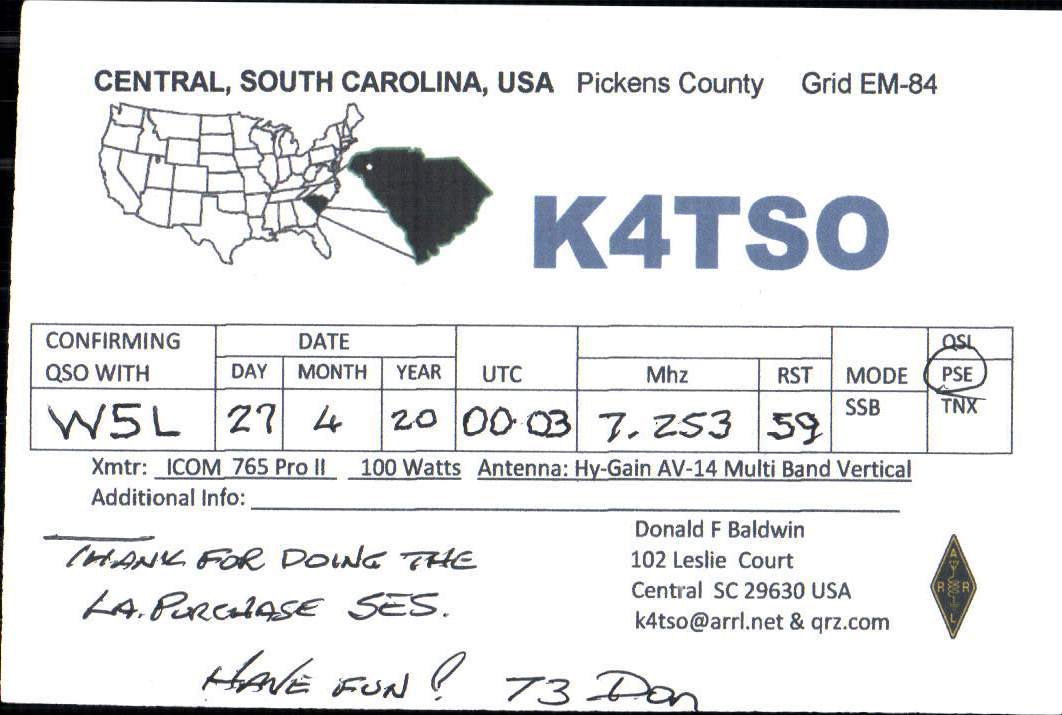 CENTRAL, SOUTH CAROLINA, USA Pickens County Grid EM-84
K4TSO
CONFIRMING DATE QSL
QSO WITH DAY MONTH YEAR UTC Mhz RST MODE PSE
W5L 27 4 20 00 03 7.253 59 SSB TNX
Xmtr: ICOM 765 Pro II 100 Watts Antenna: Hy-Gain AV-14 Multi Band Vertical
Additional Info:
Donald F Baldwin
102 Leslie Court
Central SC 29630 USA
k4tso@arrl.net & qrz.com
THANK FOR DOING THE
LA. PURCHASE SES.
HAVE FUN! 73 Don
A
R R
L